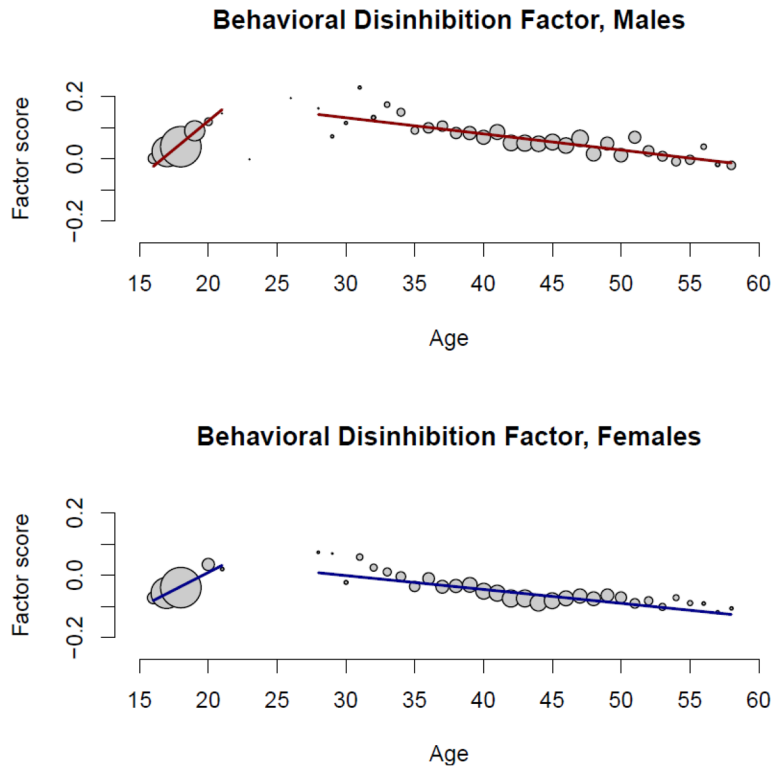 Behavioral Disinhibition Factor, Males
Factor score
0.2
0.0
−0.2
15 20 25 30 35 40 45 50 55 60
Age
Behavioral Disinhibition Factor, Females
Factor score
0.2
0.0
−0.2
15 20 25 30 35 40 45 50 55 60
Age